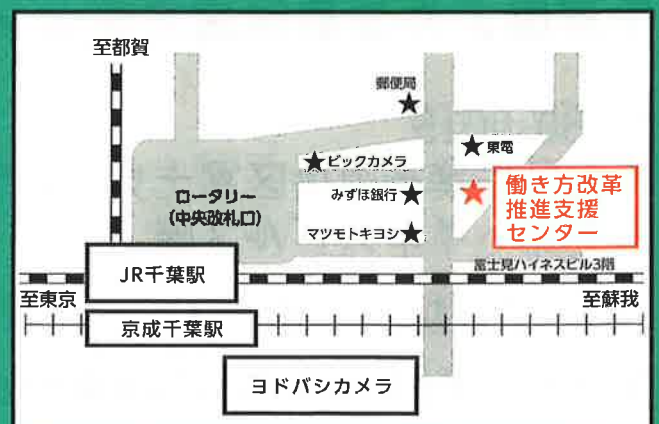 至都賀
郵便局
東電
ビックカメラ
ロータリー
(中央改札口)
みずほ銀行
働き方改革
推進支援
センター
マツモトキヨシ
富士見ハイネスビル3階
JR千葉駅
至東京
至蘇我
京成千葉駅
ヨドバシカメラ